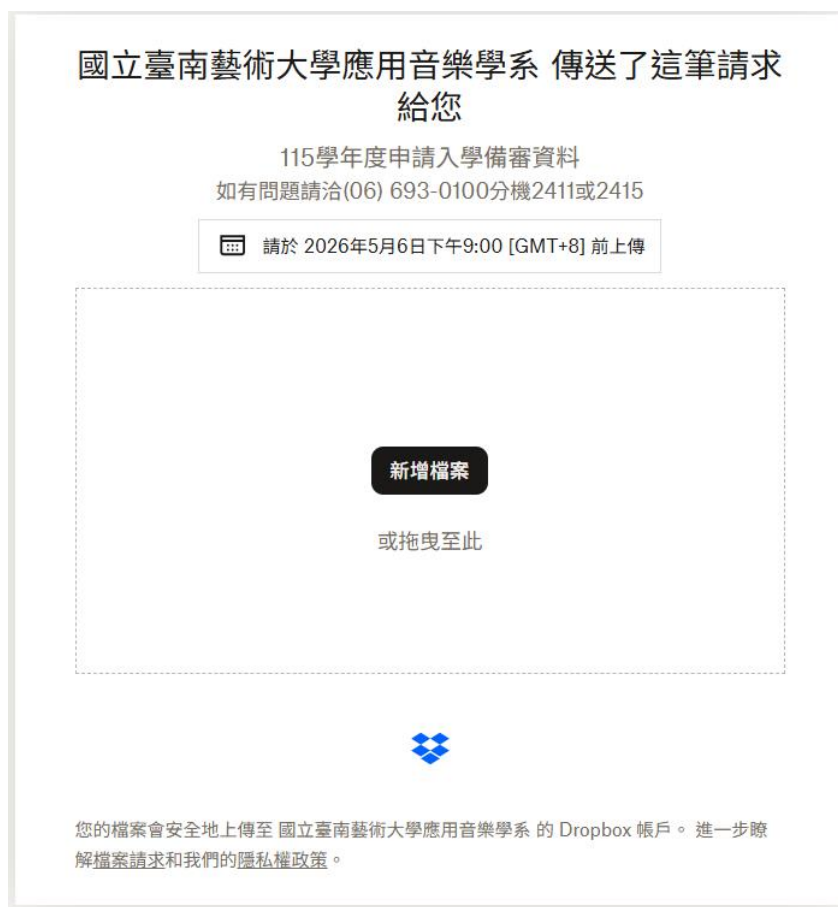 國立臺南藝術大學應用音樂學系 傳送了這筆請求
給您
115學年度申請入學備審資料
如有問題請洽(06) 693-0100分機2411或2415
請於 2026年5月6日下午9:00 [GMT+8] 前上傳
新增檔案
或拖曳至此
您的檔案會安全地上傳至 國立臺南藝術大學應用音樂學系 的 Dropbox 帳戶。 進一步瞭
解檔案請求和我們的隱私權政策。